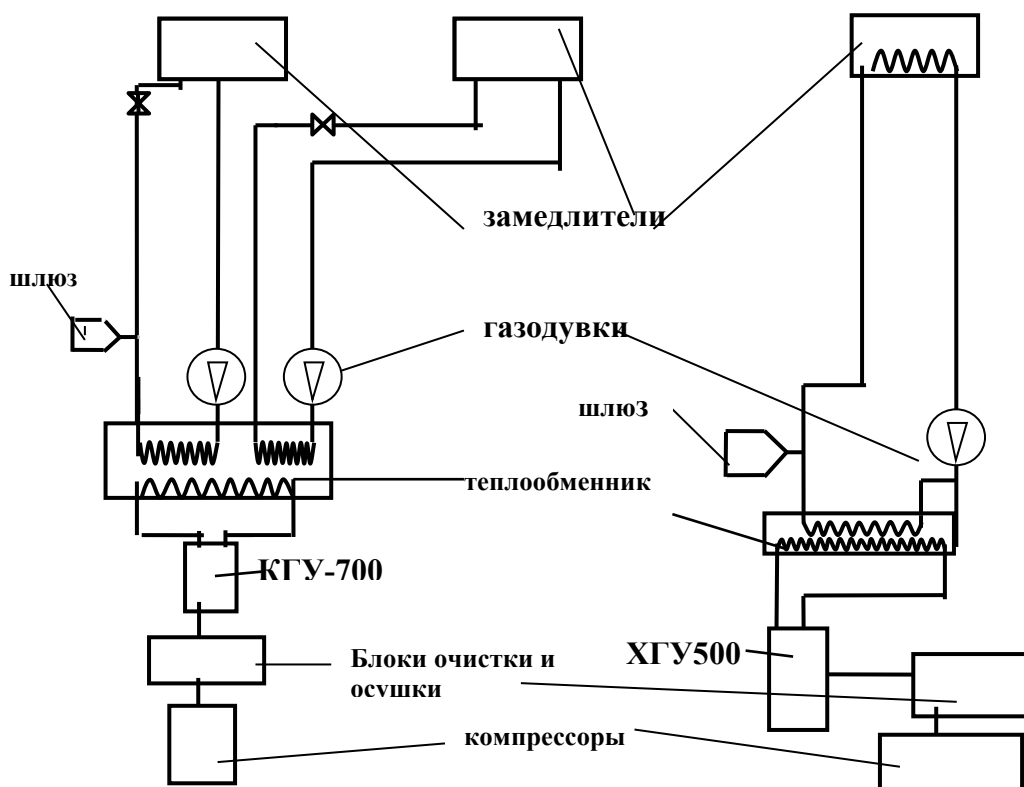 замедлители
шлюз
газодувки
шлюЗ
теплообменник
КГУ-700
ХГУ500
Блоки очистки и
осушки
компрессоры